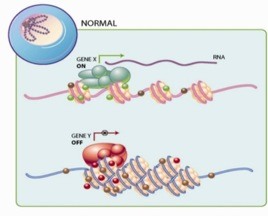 NORMAL
GENE X
ON
RNA
GENE Y
OFF